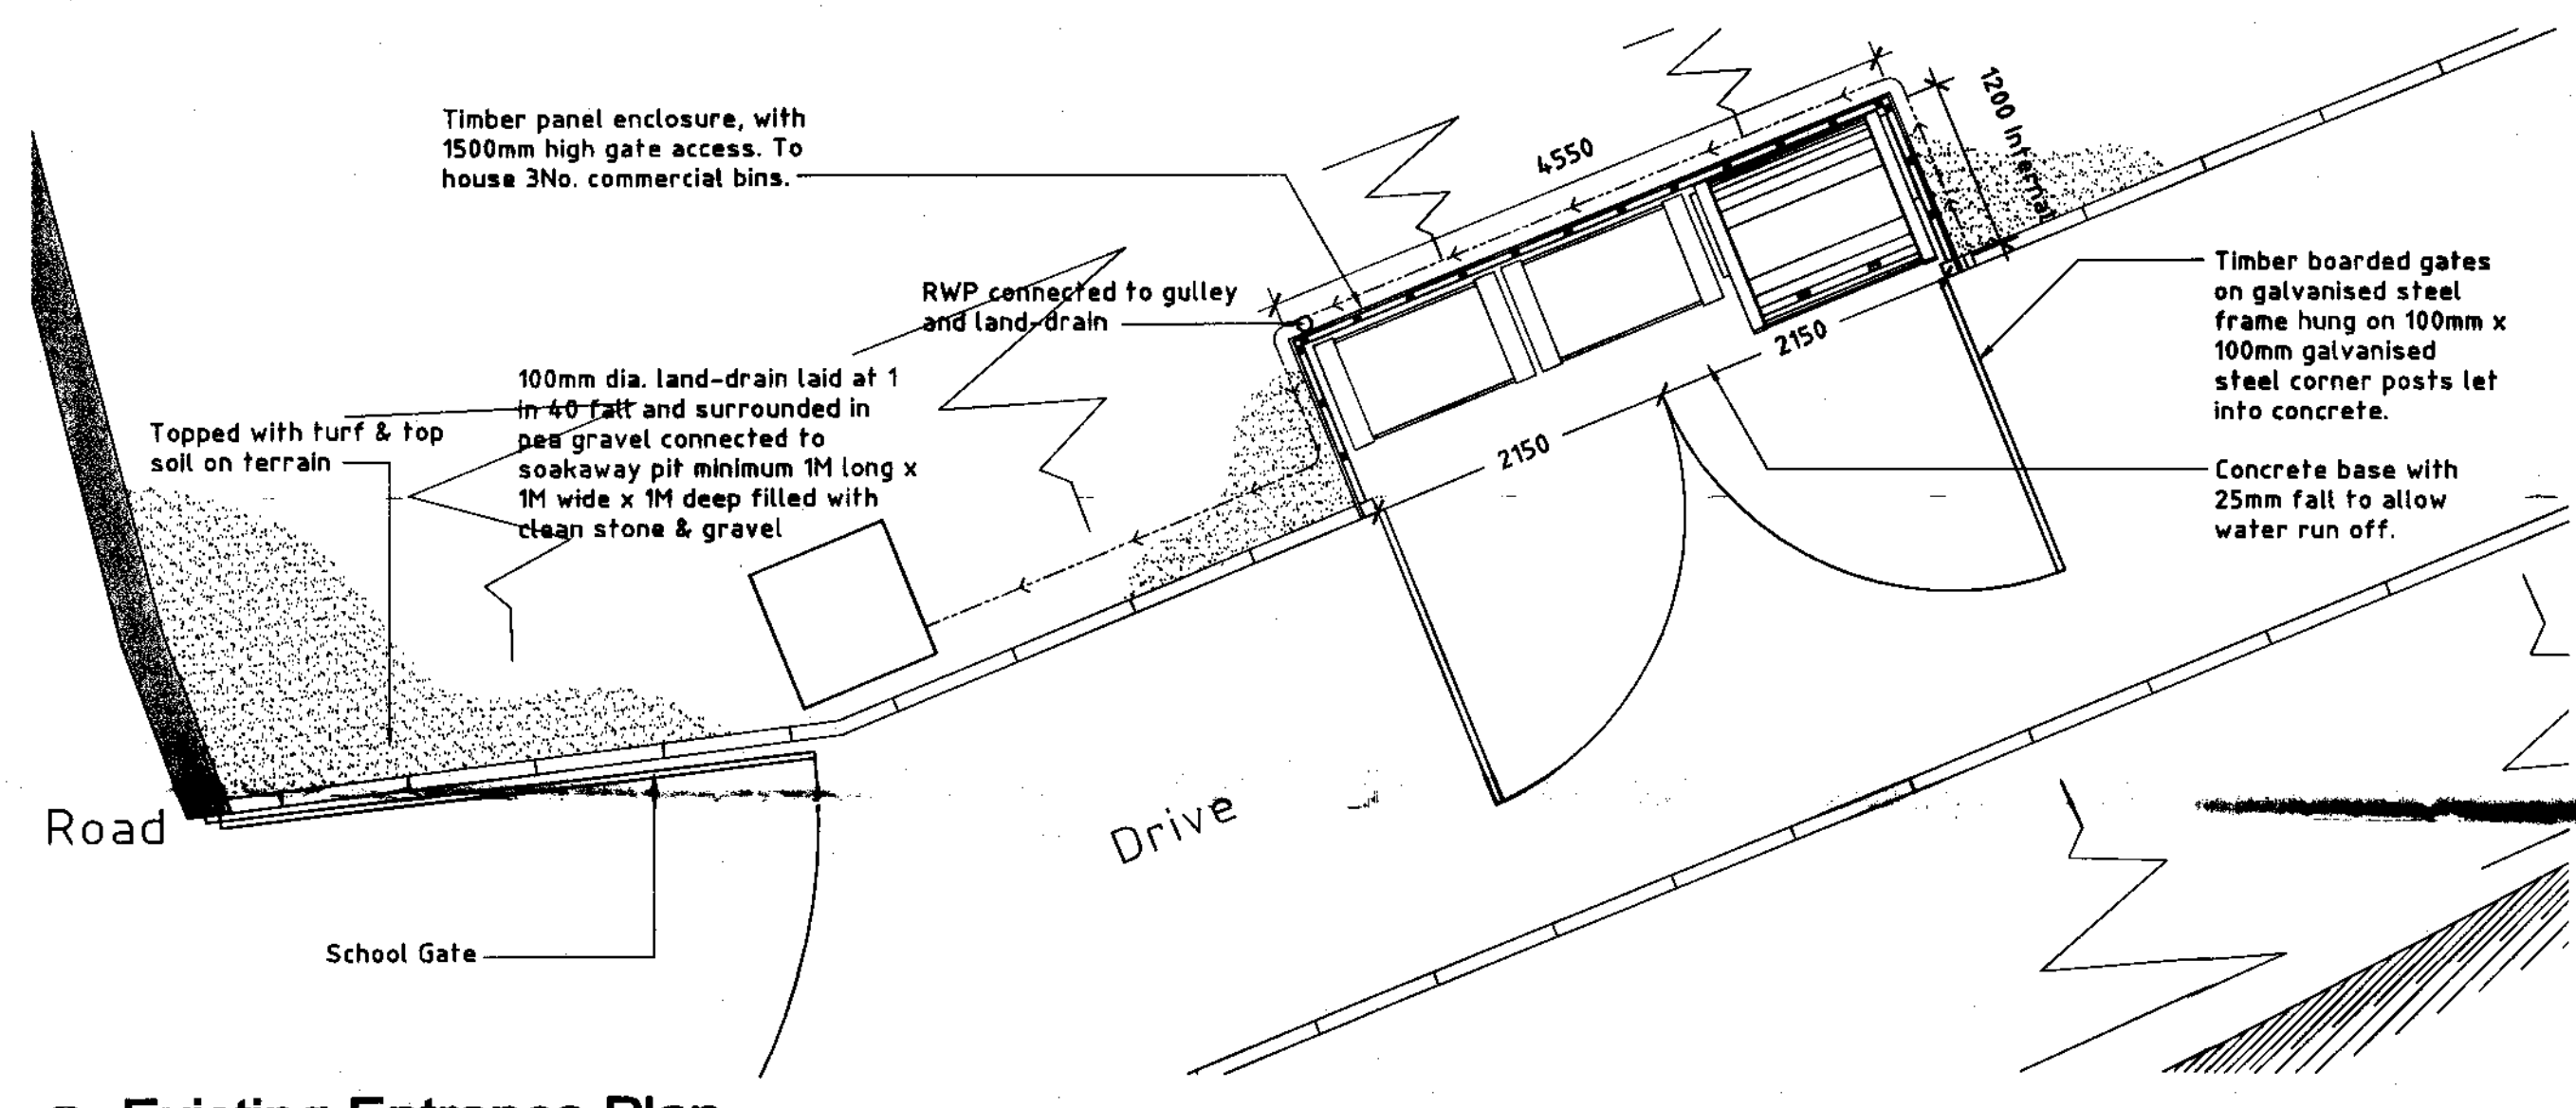 Timber panel enclosure, with
1500mm high gate access. To
house 3No. commercial bins.
4550
1200 Internal
RWP connected to gulley
and land-drain
Timber boarded gates
on galvanised steel
frame hung on 100mm x
100mm galvanised
steel corner posts let
into concrete.
100mm dia. land-drain laid at 1
in 40 fall and surrounded in
pea gravel connected to
soakaway pit minimum 1M long x
1M wide x 1M deep filled with
clean stone & gravel
Topped with turf & top
soil on terrain
2150
2150
Concrete base with
25mm fall to allow
water run off.
Road
Drive
School Gate
Existing Entrance Plan